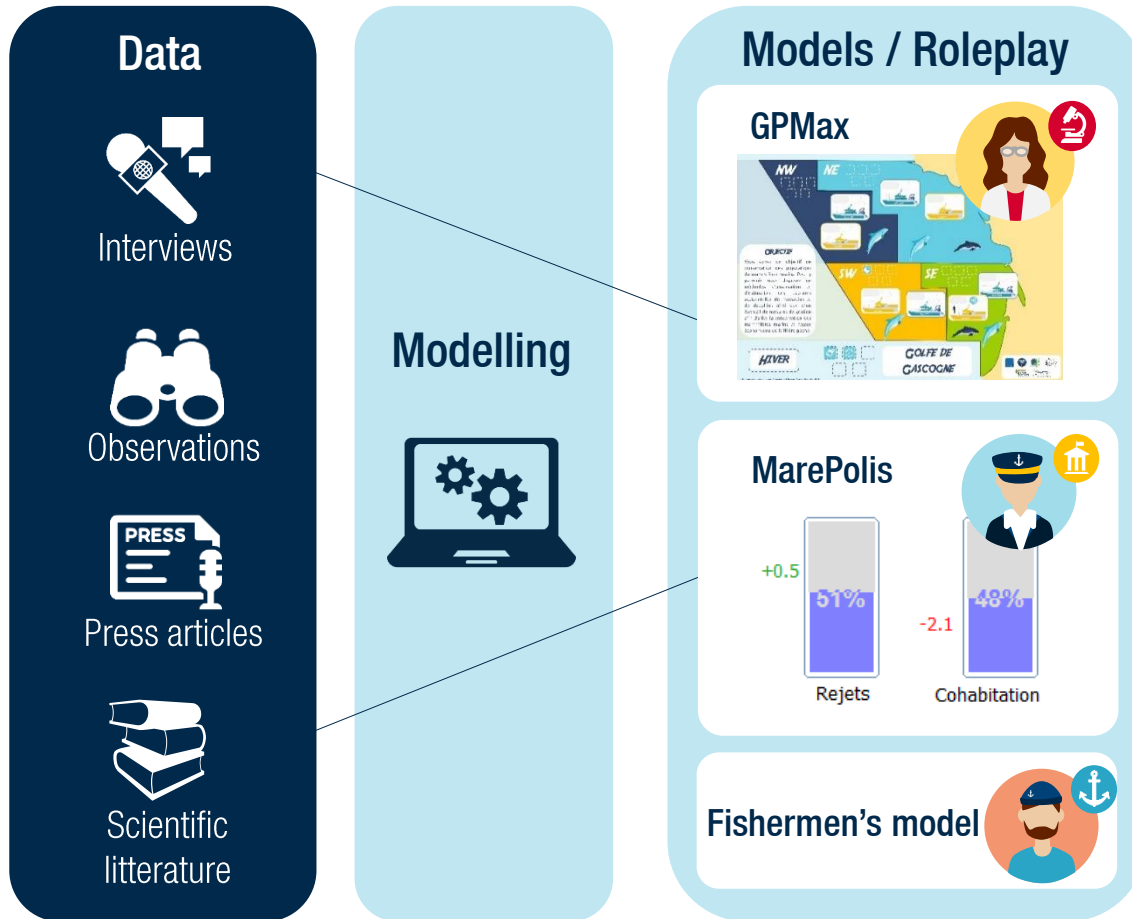 Data
Interviews
Observations
PRESS
Press articles
Scientific
litterature
Modelling
Models / Roleplay
GPMax
NW
NE
OBJECTIF
SW
SE
HIVER
GOLFE DE
GASCOGNE
MarePolis
+0.5
51%
-2.1
48%
Rejets
Cohabitation
Fishermen's model